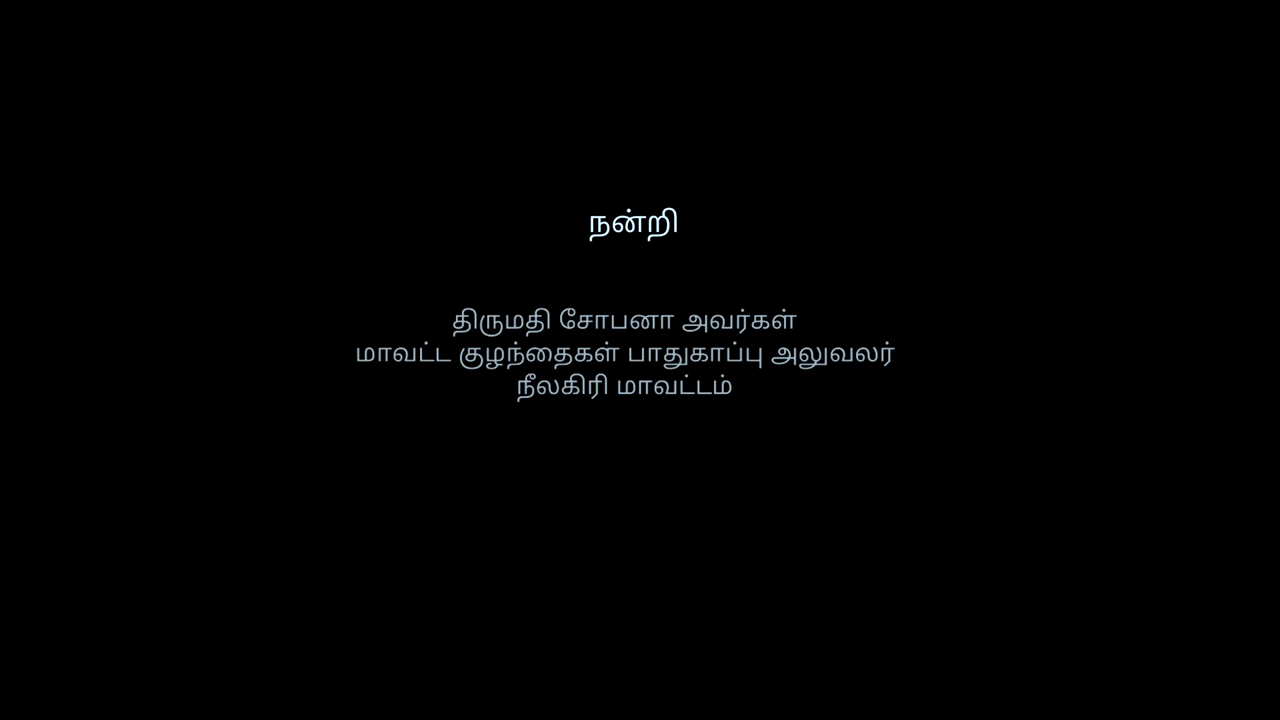 நன்றி
திருமதி சோபனா அவர்கள்
மாவட்ட குழந்தைகள் பாதுகாப்பு அலுவலர்
நீலகிரி மாவட்டம்